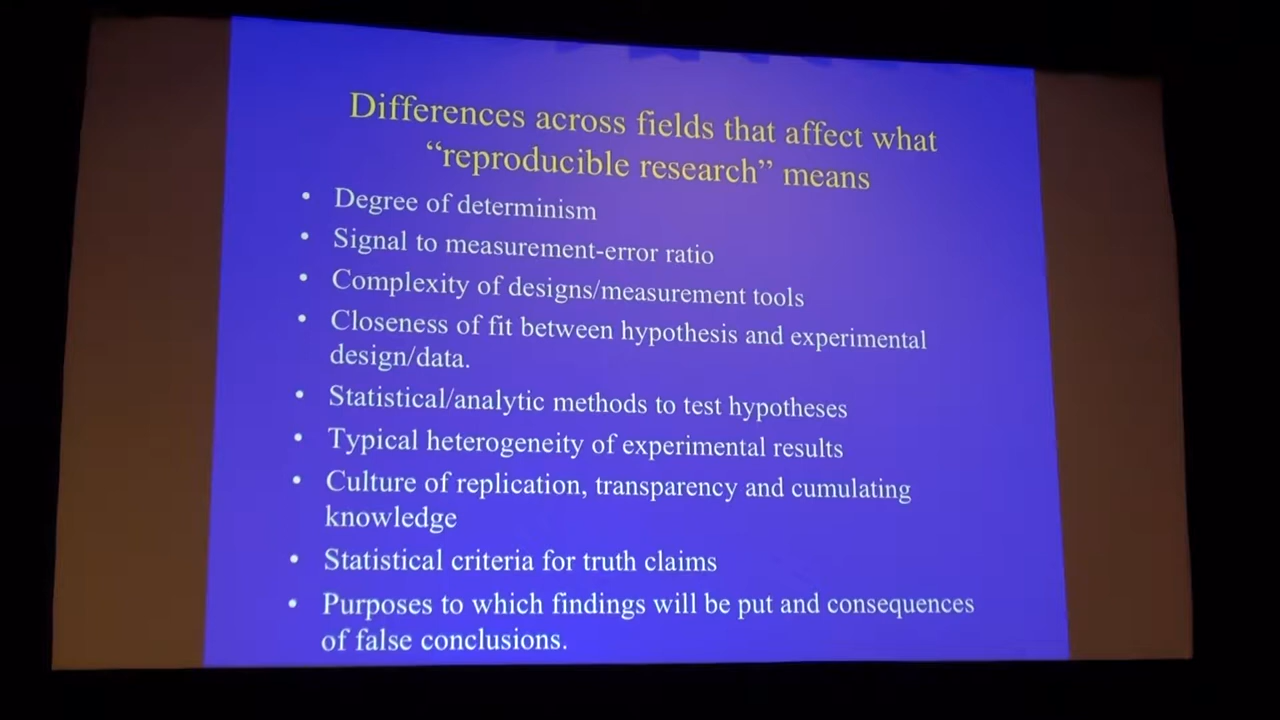 Differences across fields that affect what
“reproducible research” means
• Degree of determinism
• Signal to measurement-error ratio
• Complexity of designs/measurement tools
• Closeness of fit between hypothesis and experimental
design/data.
• Statistical/analytic methods to test hypotheses
• Typical heterogeneity of experimental results
• Culture of replication, transparency and cumulating
knowledge
• Statistical criteria for truth claims
• Purposes to which findings will be put and consequences
of false conclusions.